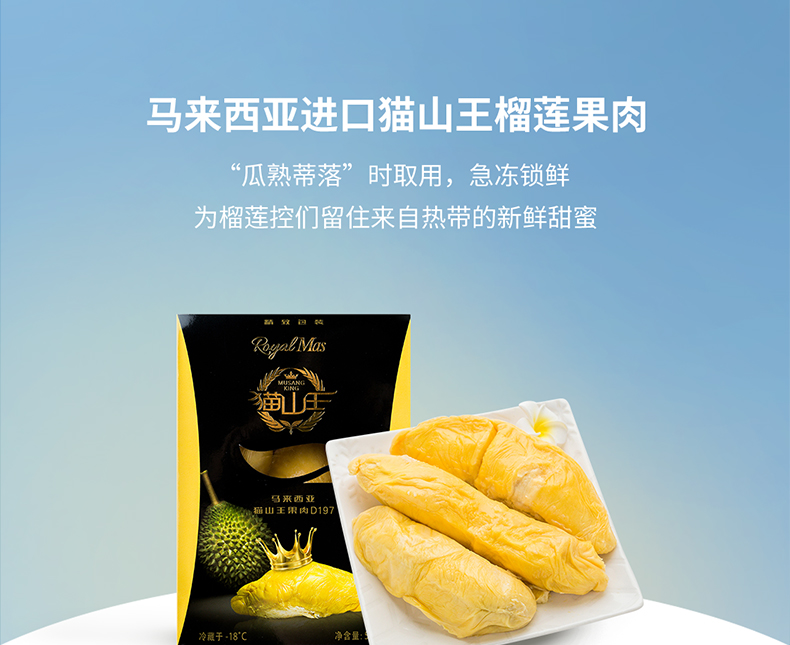 马来西亚进口猫山王榴莲果肉
“瓜熟蒂落”时取用，急冻锁鲜
为榴莲控们留住来自热带的新鲜甜蜜
精致包装
Royal Mas
MUSANG
KING
猫山王
马来西亚
猫山王果肉D197
冷藏于 -18°C
净含量: